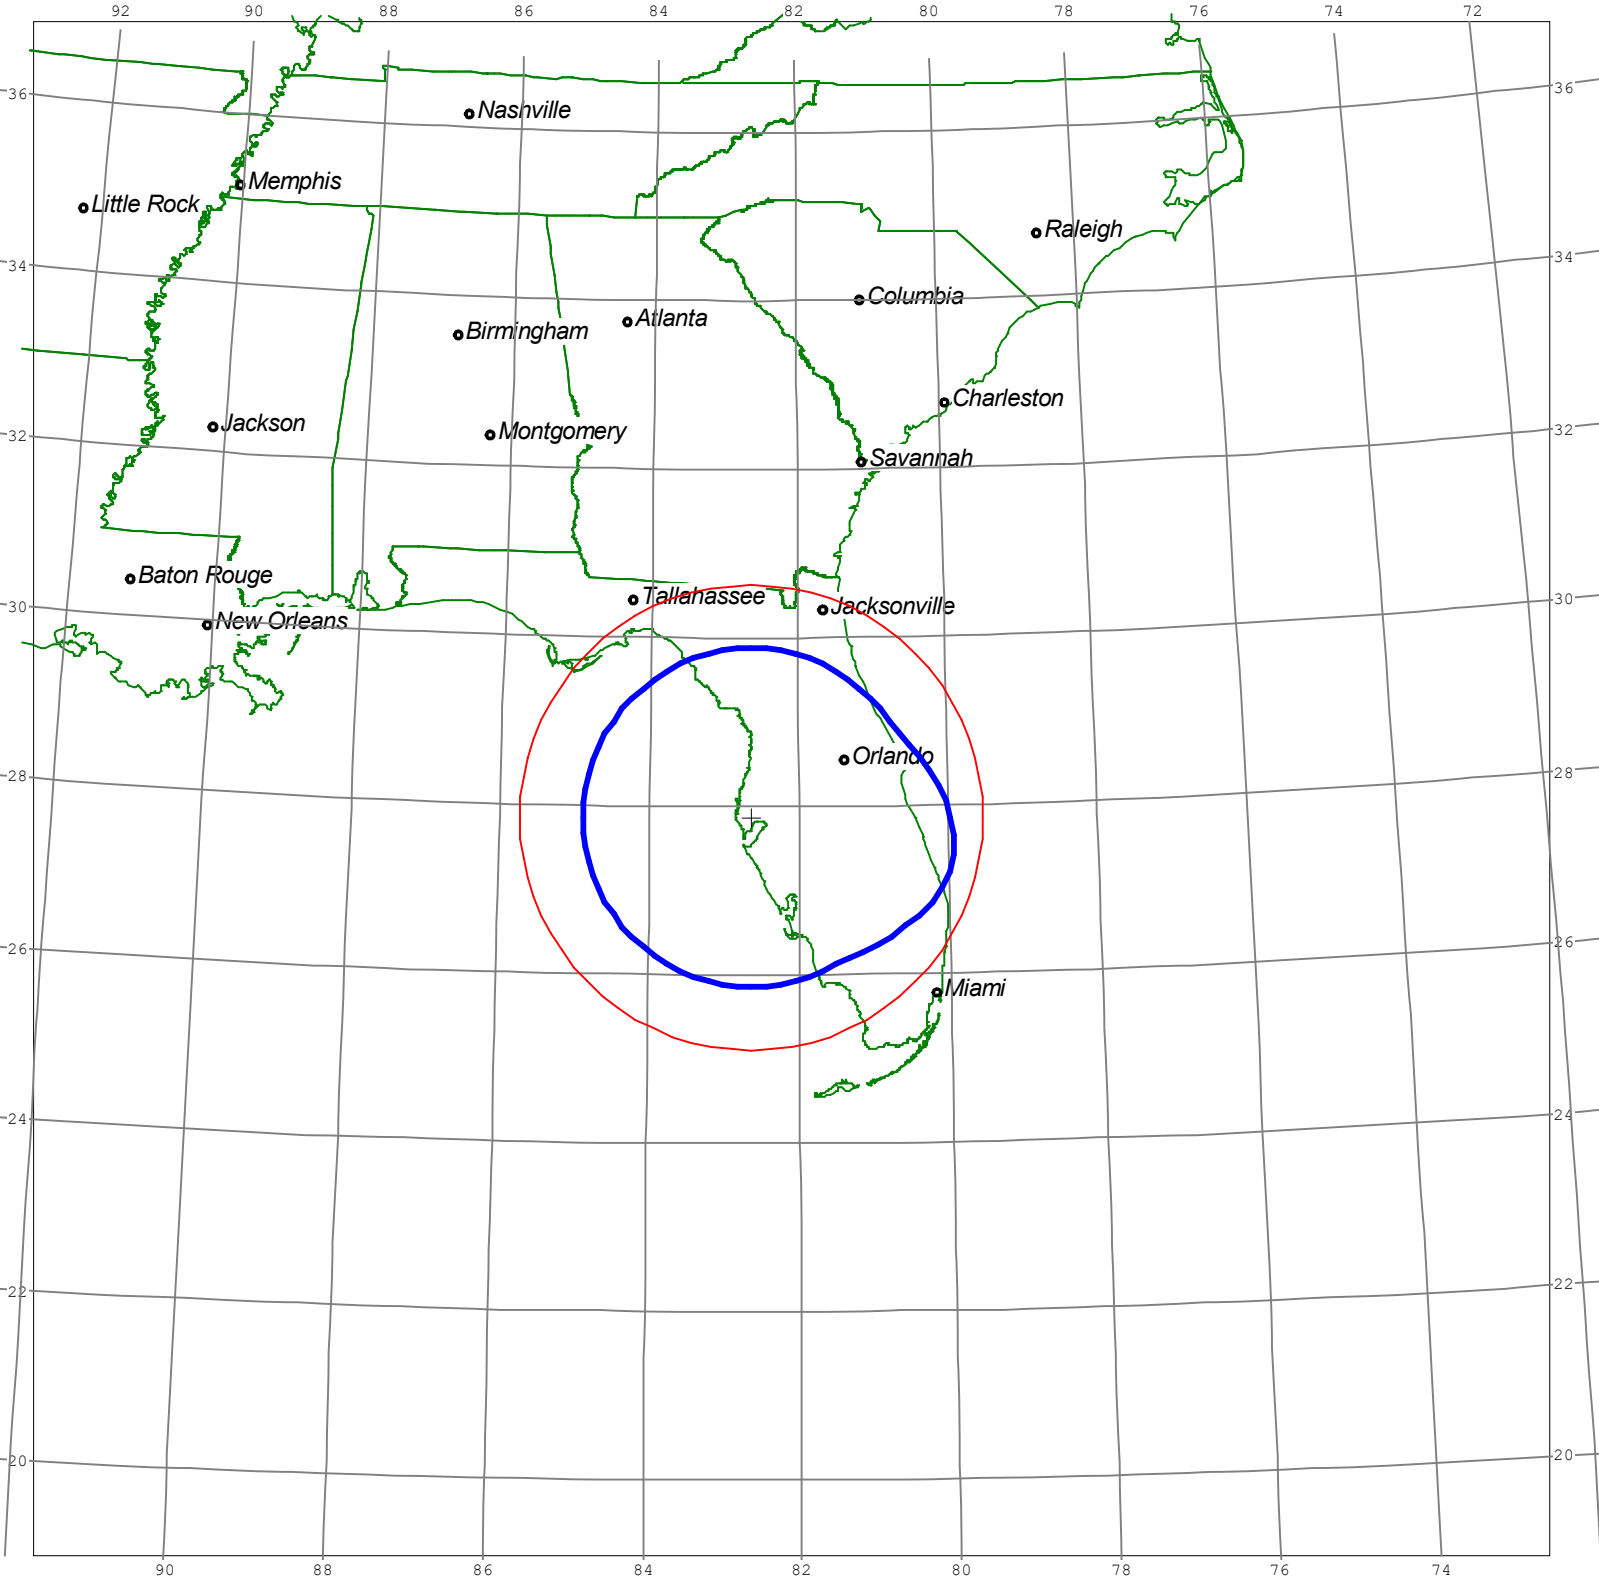 92 90 88 86 84 82 80 78 76 74 72
36 36
Nashville
Memphis
Little Rock
Raleigh
34 34
Columbia
Atlanta
Birmingham
Charleston
Jackson
Montgomery
32 32
Savannah
Baton Rouge
Tallahassee
30 30
Jacksonville
New Orleans
Orlando
28 28
26 26
Miami
24 24
22 22
20 20
90 88 86 84 82 80 78 76 74